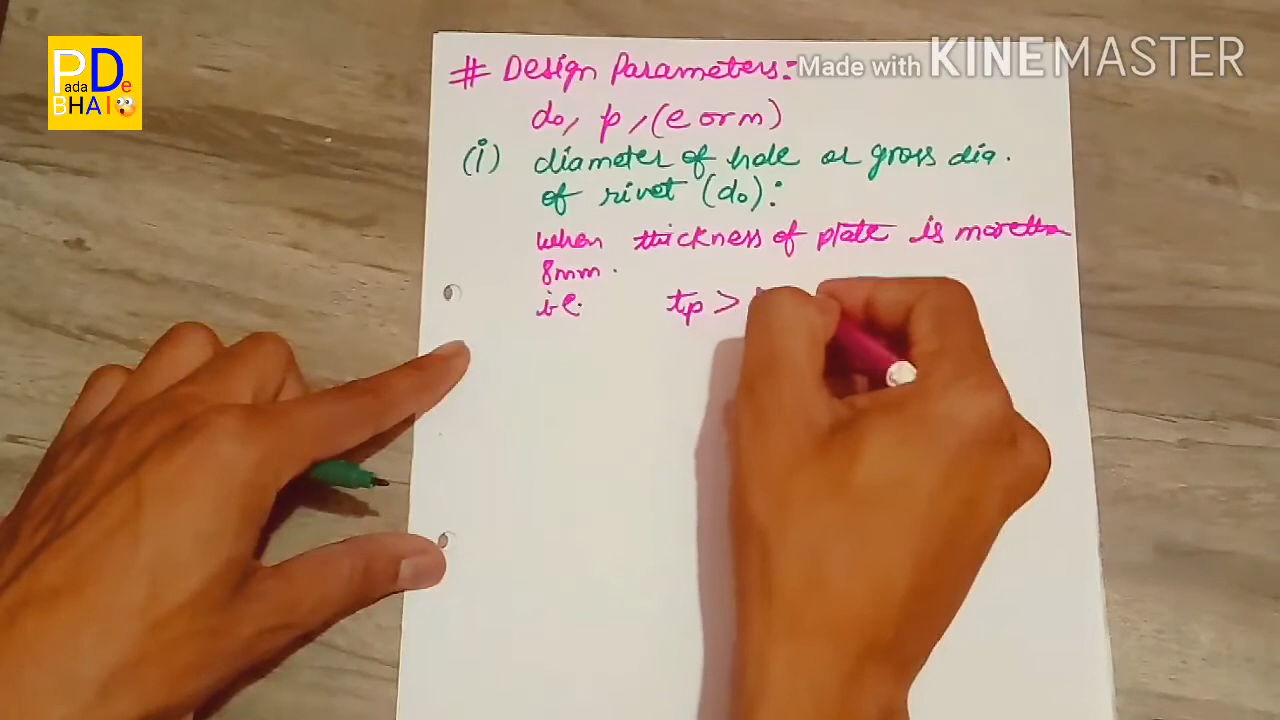 PadaDe
BHAI
Made with KINEMASTER
# Design Parameters:-
do, p, (e or m)
(i) diameter of hole or gross dia.
of rivet (do):
when thickness of plate is more than
8mm.
i.e. tp >